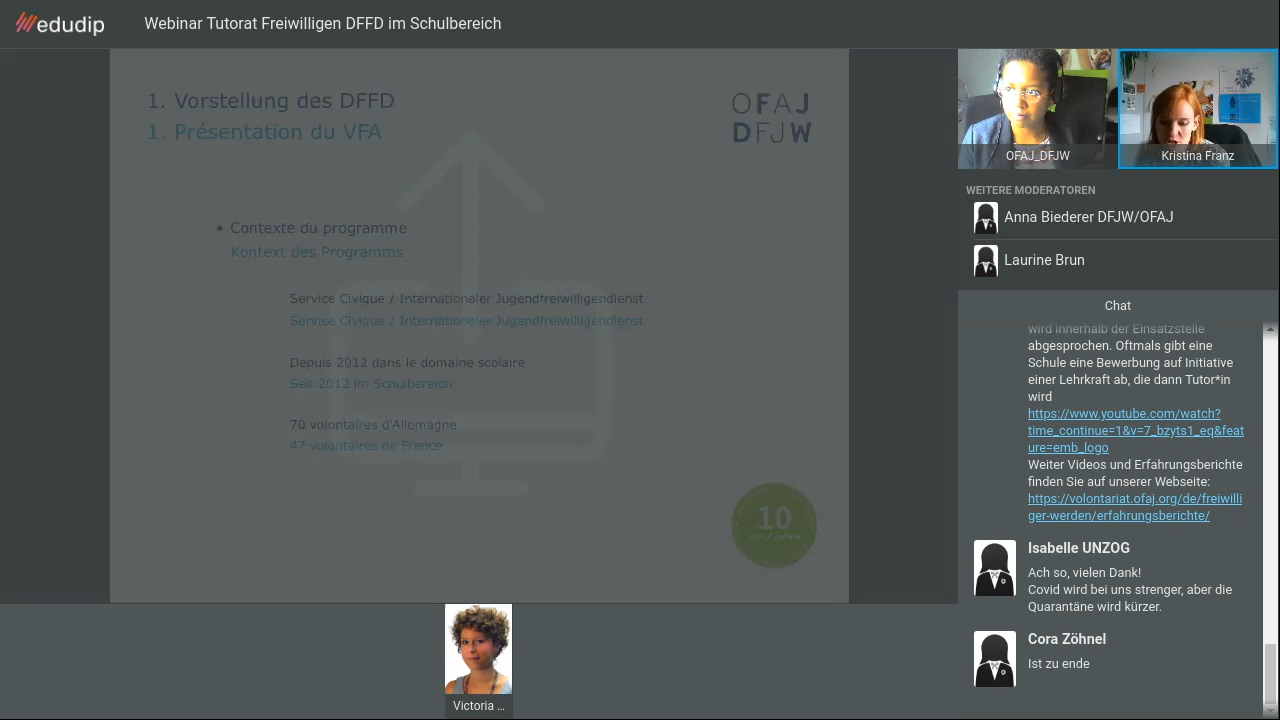 edudip
Webinar Tutorat Freiwilligen DFFD im Schulbereich
1. Vorstellung des DFFD
1. Présentation du VFA
OFAJ
DFJW
• Contexte du programme
Kontext des Programms
Service Civique / Internationaler Jugendfreiwilligendienst
Service Civique / Internationaler Jugendfreiwilligendienst
Depuis 2012 dans le domaine scolaire
Seit 2012 im Schulbereich
70 volontaires d'Allemagne
47 volontaires de France
10
Victoria ...
OFAJ_DFJW
Kristina Franz
WEITERE MODERATOREN
Anna Biederer DFJW/OFAJ
Laurine Brun
Chat
wird innerhalb der Einsatzstelle
abgesprochen. Oftmals gibt eine
Schule eine Bewerbung auf Initiative
einer Lehrkraft ab, die dann Tutor*in
wird
https://www.youtube.com/watch?
time_continue=1&v=7_bzyts1_eq&feat
ure=emb_logo
Weiter Videos und Erfahrungsberichte
finden Sie auf unserer Webseite:
https://volontariat.ofaj.org/de/freiwilli
ger-werden/erfahrungsberichte/
Isabelle UNZOG
Ach so, vielen Dank!
Covid wird bei uns strenger, aber die
Quarantäne wird kürzer.
Cora Zöhnel
Ist zu ende